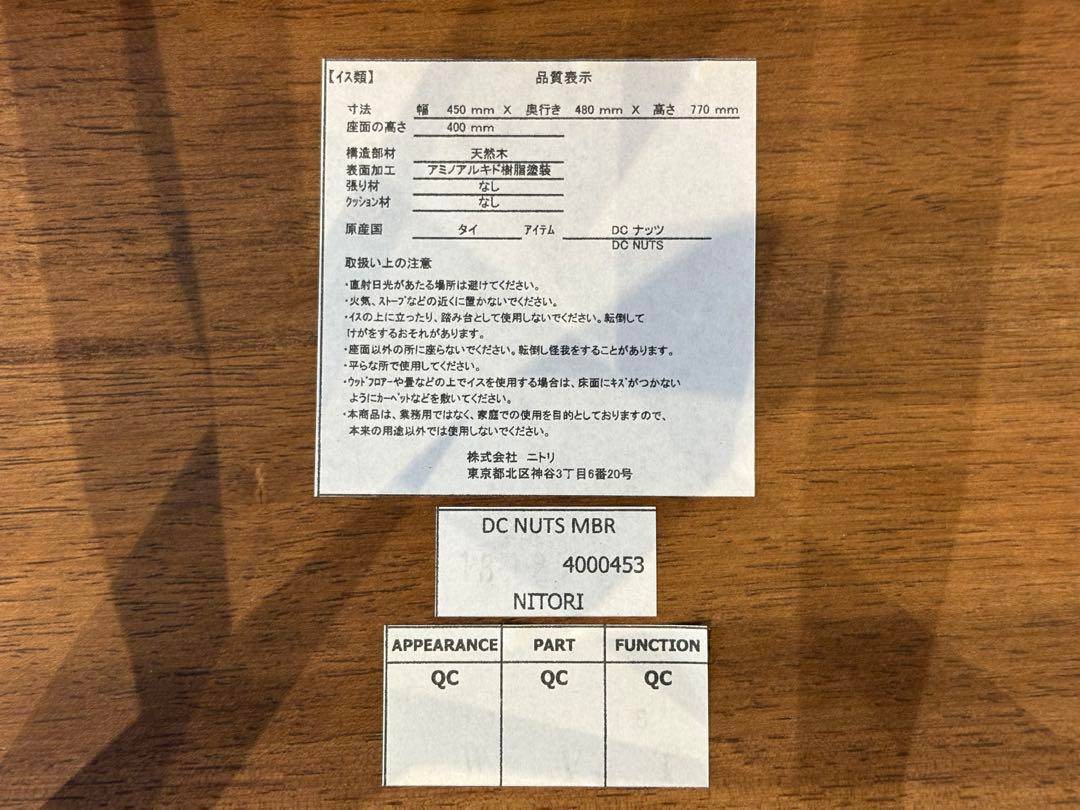 【イス類】 品質表示
寸法 幅 450 mm X 奥行き 480 mm X 高さ 770 mm
座面の高さ 400 mm
構造部材 天然木
表面加工 アミノアルキド樹脂塗装
張り材 なし
クッション材 なし
原産国 タイ アイテム DC ナッツ
DC NUTS
取扱い上の注意
・直射日光があたる場所は避けてください。
・火気、ストーブなどの近くに置かないでください。
・イスの上に立ったり、踏み台として使用しないでください。転倒して
けがをするおそれがあります。
・座面以外の所に座らないでください。転倒し怪我をすることがあります。
・平らな所で使用してください。
・ウッドフロアーや畳などの上でイスを使用する場合は、床面にキズがつかない
ようにカーペットなどを敷いてください。
・本商品は、業務用ではなく、家庭での使用を目的としておりますので、
本来の用途以外では使用しないでください。
株式会社 ニトリ
東京都北区神谷3丁目6番20号
DC NUTS MBR
4000453
NITORI
APPEARANCE PART FUNCTION
QC QC QC